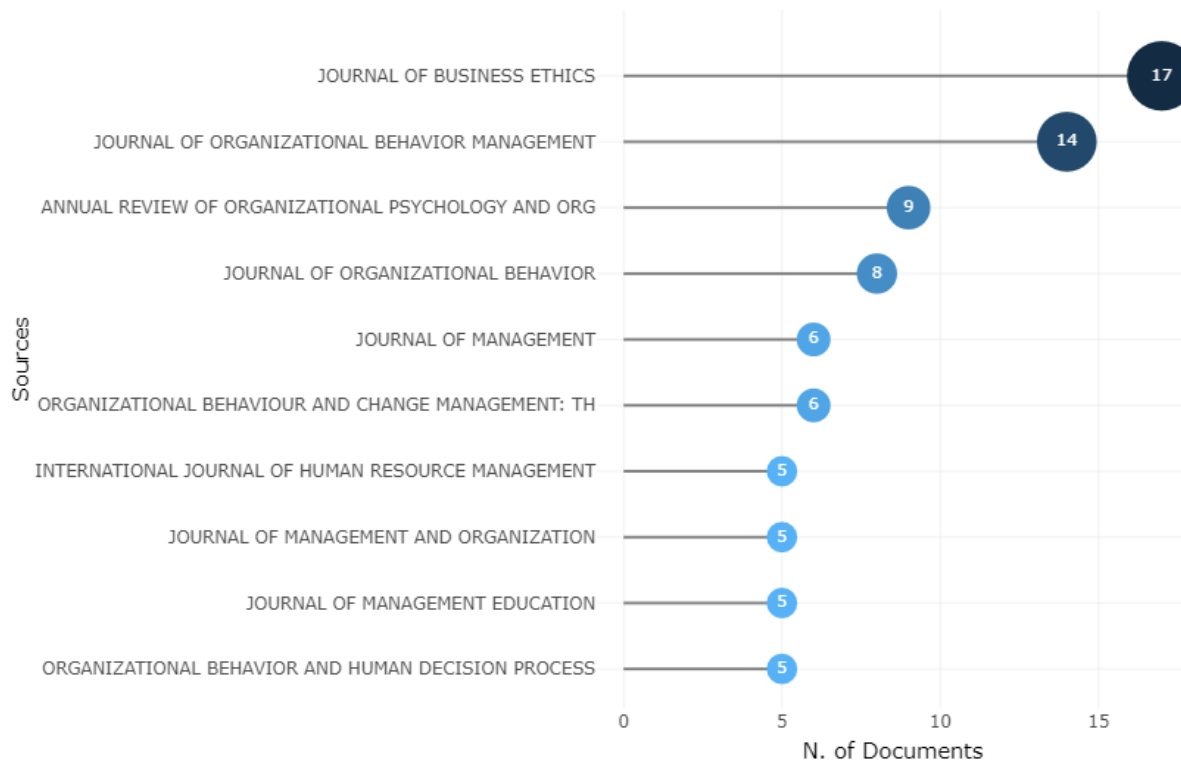 JOURNAL OF BUSINESS ETHICS 17
JOURNAL OF ORGANIZATIONAL BEHAVIOR MANAGEMENT 14
ANNUAL REVIEW OF ORGANIZATIONAL PSYCHOLOGY AND ORG 9
JOURNAL OF ORGANIZATIONAL BEHAVIOR 8
JOURNAL OF MANAGEMENT 6
Sources
ORGANIZATIONAL BEHAVIOUR AND CHANGE MANAGEMENT: TH 6
INTERNATIONAL JOURNAL OF HUMAN RESOURCE MANAGEMENT 5
JOURNAL OF MANAGEMENT AND ORGANIZATION 5
JOURNAL OF MANAGEMENT EDUCATION 5
ORGANIZATIONAL BEHAVIOR AND HUMAN DECISION PROCESS 5
0 5 10 15
N. of Documents